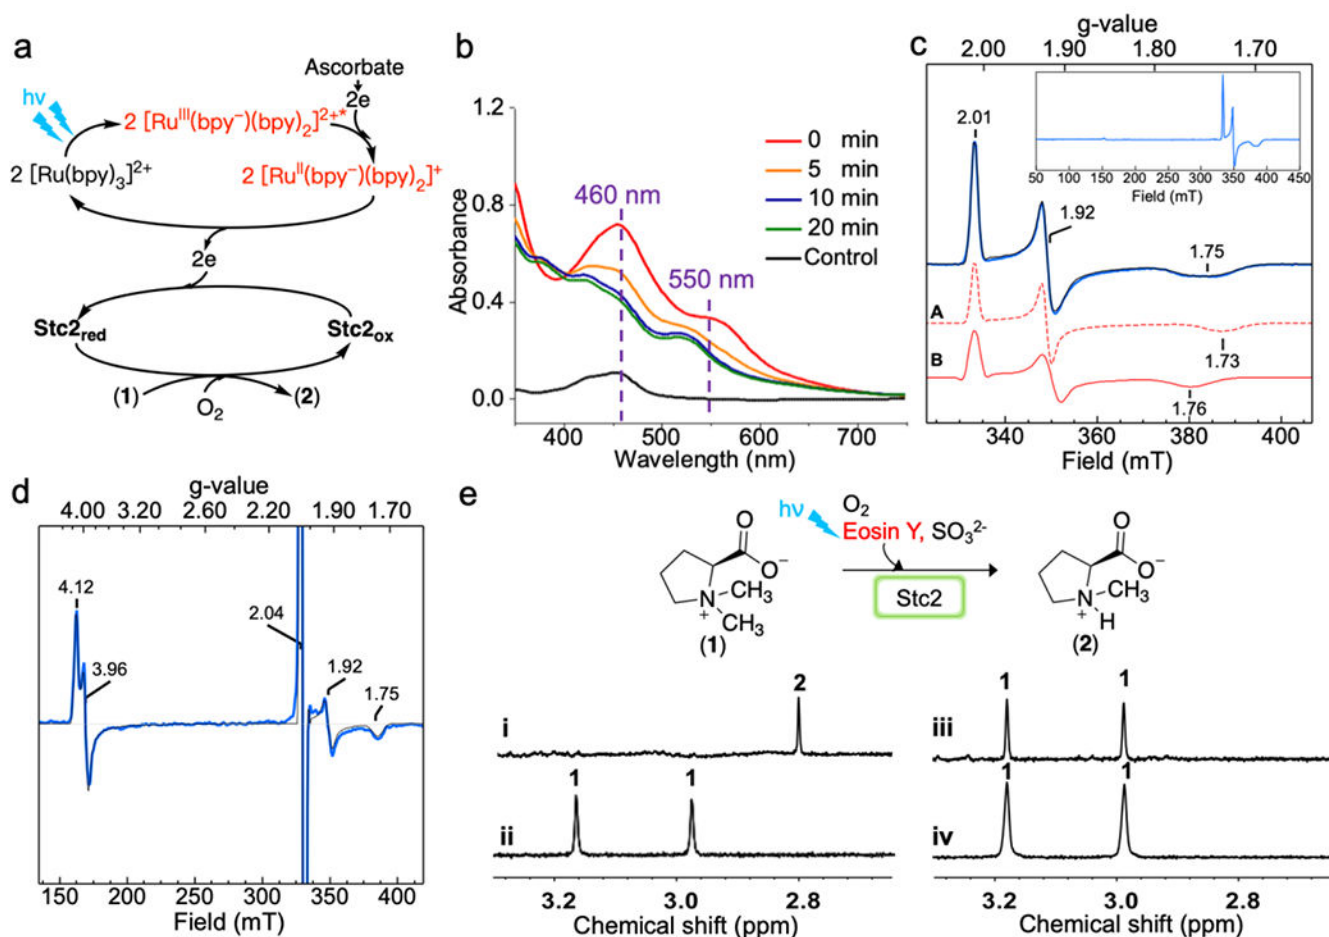 a
Ascorbate
2e
hν
2 [Ru^III(bpy⁻)(bpy)₂]²⁺*
2 [Ru(bpy)₃]²⁺
2 [Ru^II(bpy⁻)(bpy)₂]⁺
2e
Stc2red
Stc2ox
(1)
O₂
(2)
b
1.2
0.8
0.4
0.0
Absorbance
460 nm
550 nm
0 min
5 min
10 min
20 min
Control
400 500 600 700
Wavelength (nm)
c
g-value
2.00 1.90 1.80 1.70
2.01
1.92
1.75
50 100 150 200 250 300 350 400 450
Field (mT)
A
1.73
B
1.76
340 360 380 400
Field (mT)
d
g-value
4.00 3.20 2.60 2.20 1.90 1.70
4.12
3.96
2.04
1.92
1.75
150 200 250 300 350 400
Field (mT)
e
hν
O₂
Eosin Y, SO₃²⁻
Stc2
O
O⁻
N
+
CH₃
CH₃
(1)
O
O⁻
N
+
CH₃
H
(2)
i
2
ii
1 1
3.2 3.0 2.8
Chemical shift (ppm)
iii
1 1
iv
1 1
3.2 3.0 2.8
Chemical shift (ppm)